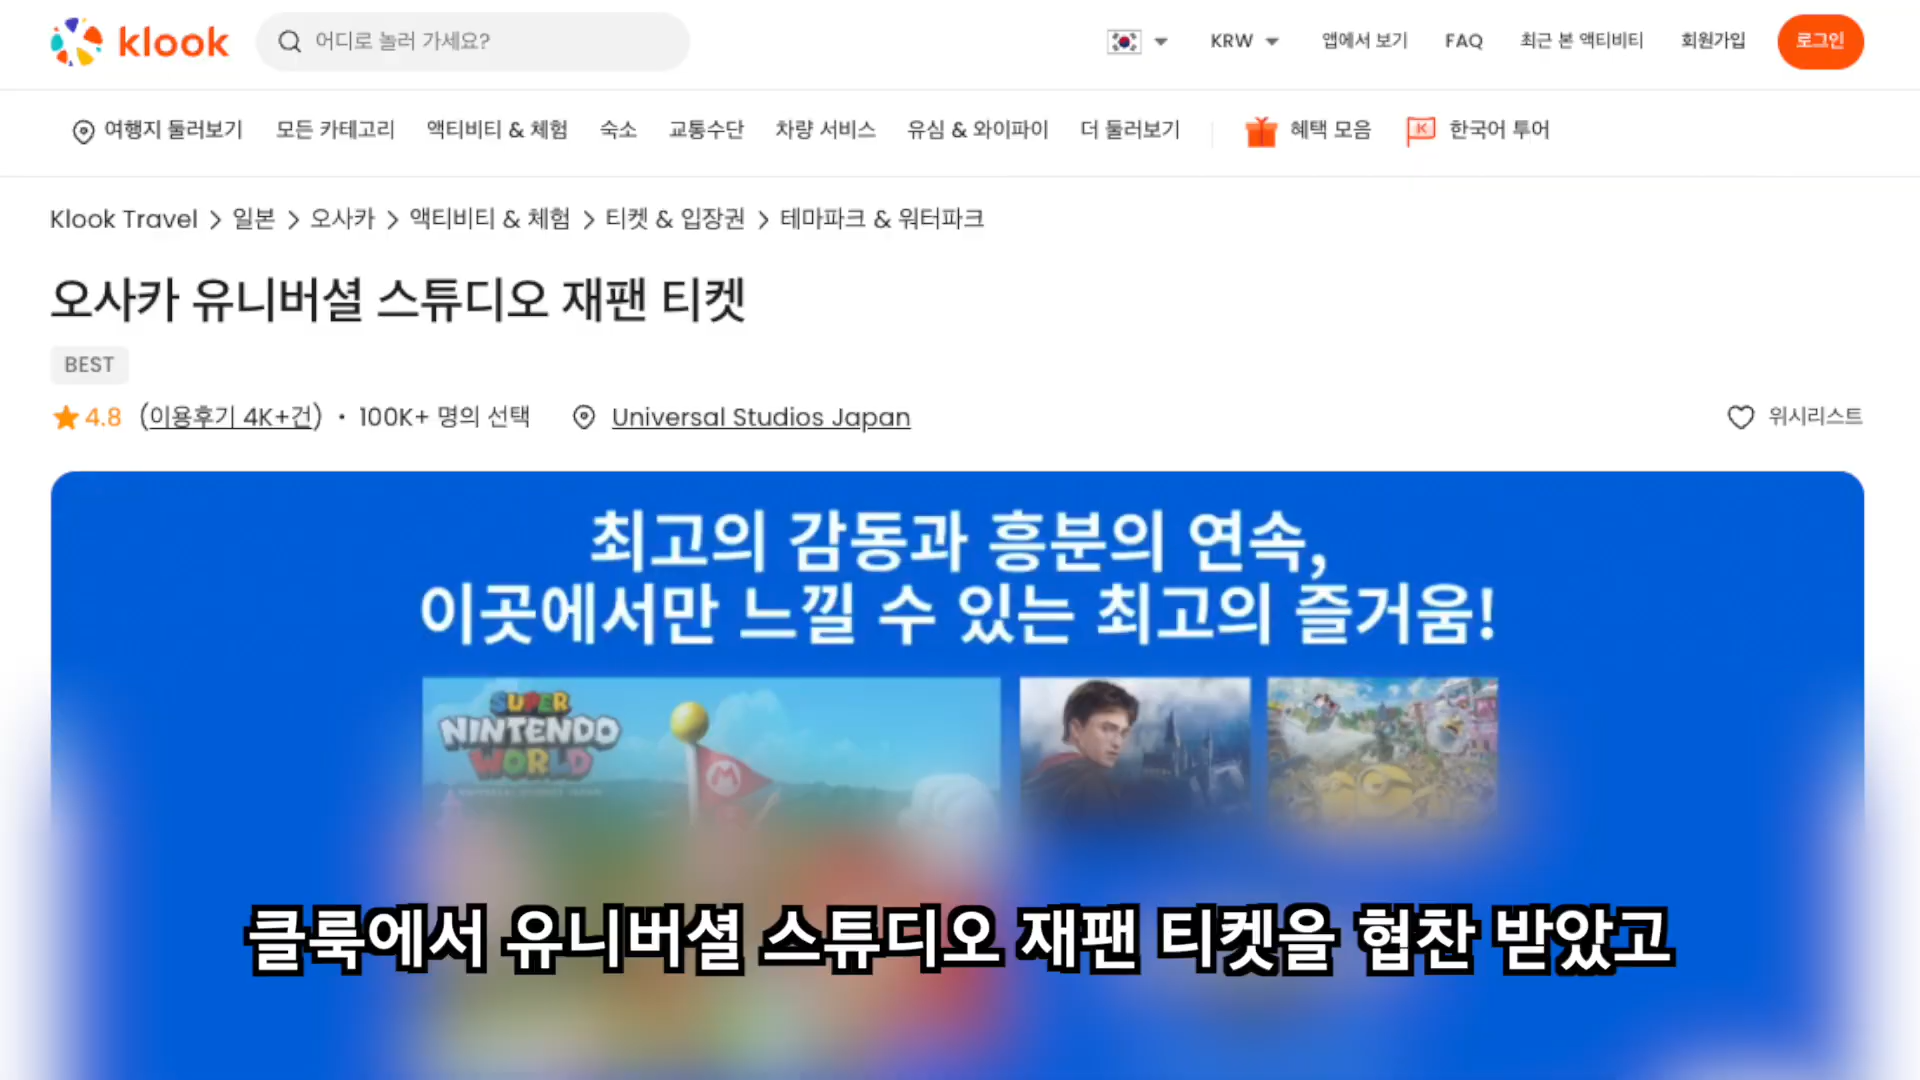 klook
어디로 놀러 가세요?
KRW
앱에서 보기
FAQ
최근 본 액티비티
회원가입
로그인
여행지 둘러보기
모든 카테고리
액티비티 & 체험
숙소
교통수단
차량 서비스
유심 & 와이파이
더 둘러보기
혜택 모음
K
한국어 투어
Klook Travel > 일본 > 오사카 > 액티비티 & 체험 > 티켓 & 입장권 > 테마파크 & 워터파크
오사카 유니버셜 스튜디오 재팬 티켓
BEST
4.8 (이용후기 4K+건) · 100K+ 명의 선택
Universal Studios Japan
위시리스트
최고의 감동과 흥분의 연속,
이곳에서만 느낄 수 있는 최고의 즐거움!
SUPER
NINTENDO
WORLD
M
클룩에서 유니버셜 스튜디오 재팬 티켓을 협찬 받았고